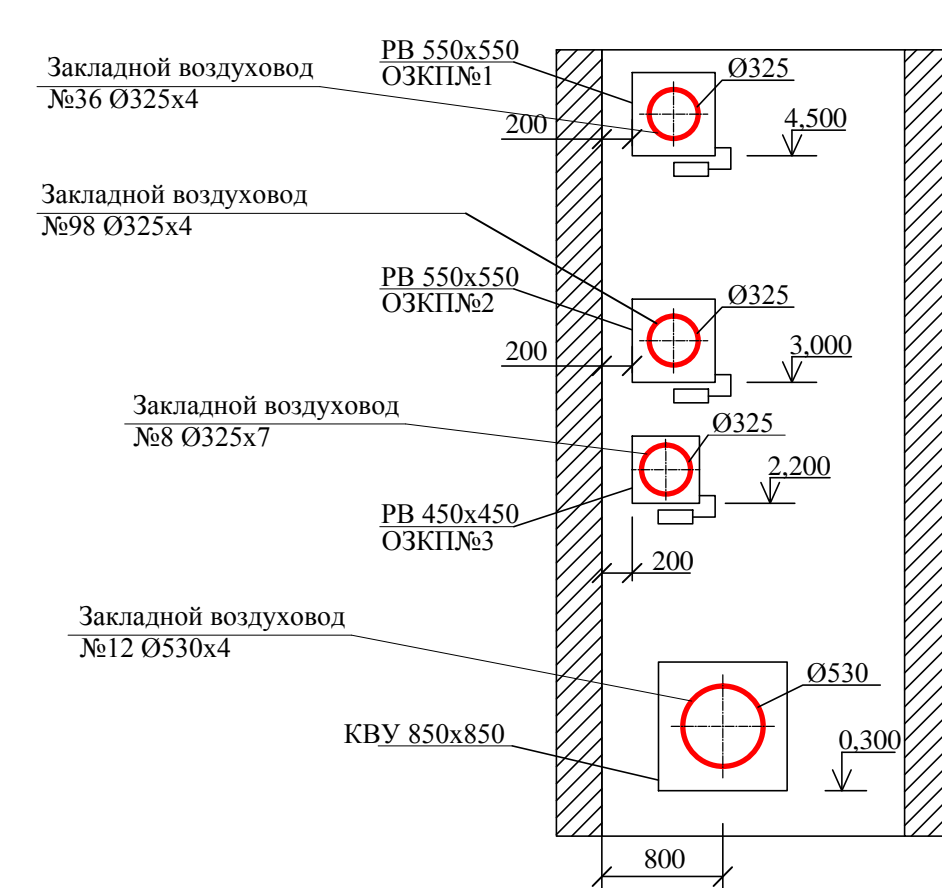 РВ 550х550
ОЗКП№1
Ø325
Закладной воздуховод
№36 Ø325х4
200
4,500
Закладной воздуховод
№98 Ø325х4
РВ 550х550
ОЗКП№2
Ø325
200
3,000
Закладной воздуховод
№8 Ø325х7
Ø325
2,200
РВ 450х450
ОЗКП№3
200
Закладной воздуховод
№12 Ø530х4
Ø530
КВУ 850х850
0,300
800